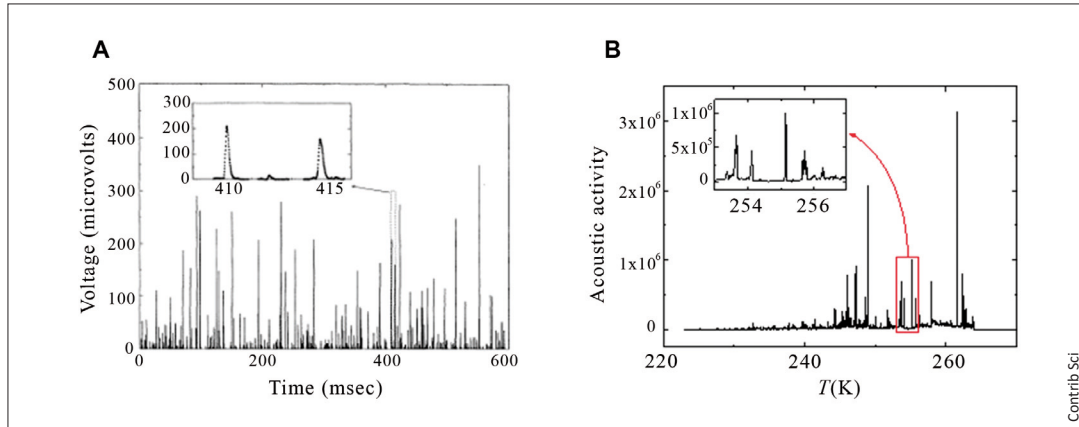 A
B
500
400
300
200
100
0
Voltage (microvolts)
300
200
100
0
410
415
0
200
400
600
Time (msec)
3x10⁶
2x10⁶
1x10⁶
0
Acoustic activity
1x10⁶
5x10⁵
0
254
256
220
240
260
T(K)
Contrib Sci